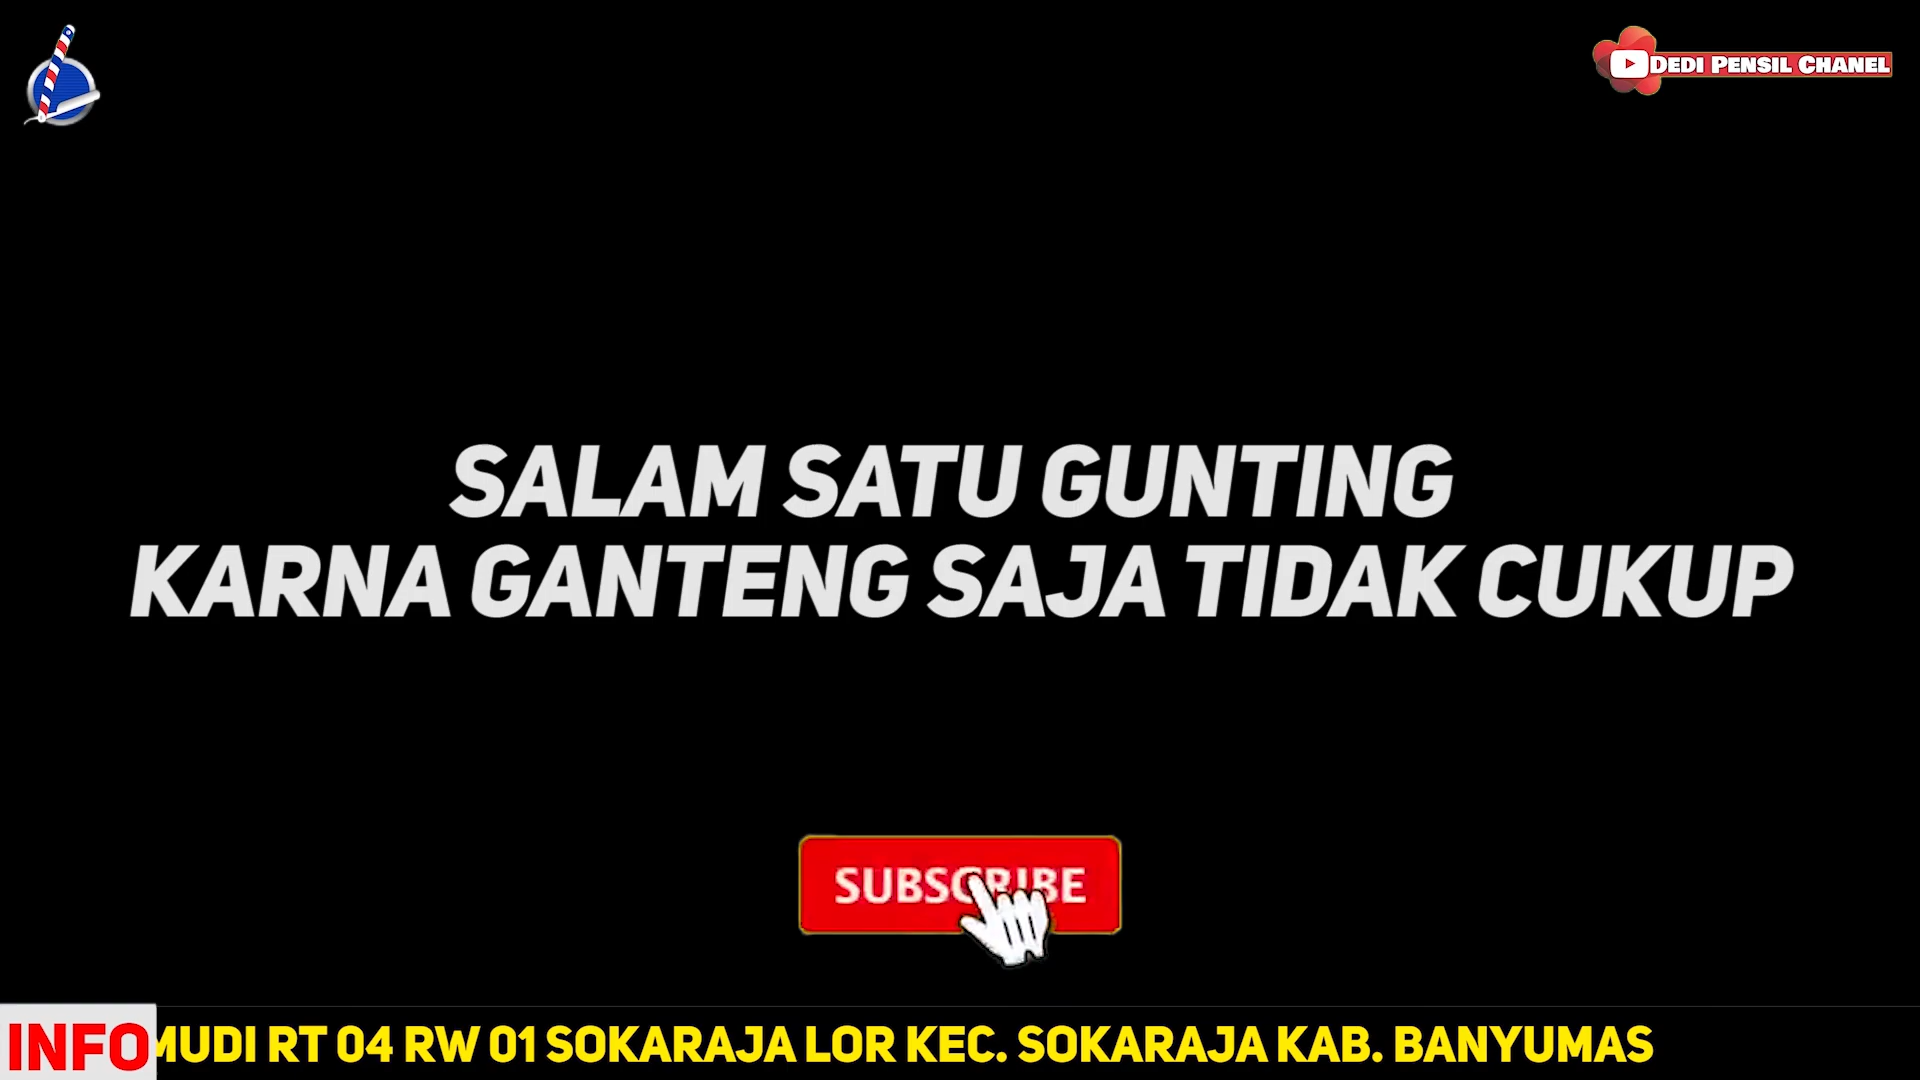 DEDI PENSIL CHANEL
SALAM SATU GUNTING
KARNA GANTENG SAJA TIDAK CUKUP
SUBSCRIBE
INFO
MUDI RT 04 RW 01 SOKARAJA LOR KEC. SOKARAJA KAB. BANYUMAS